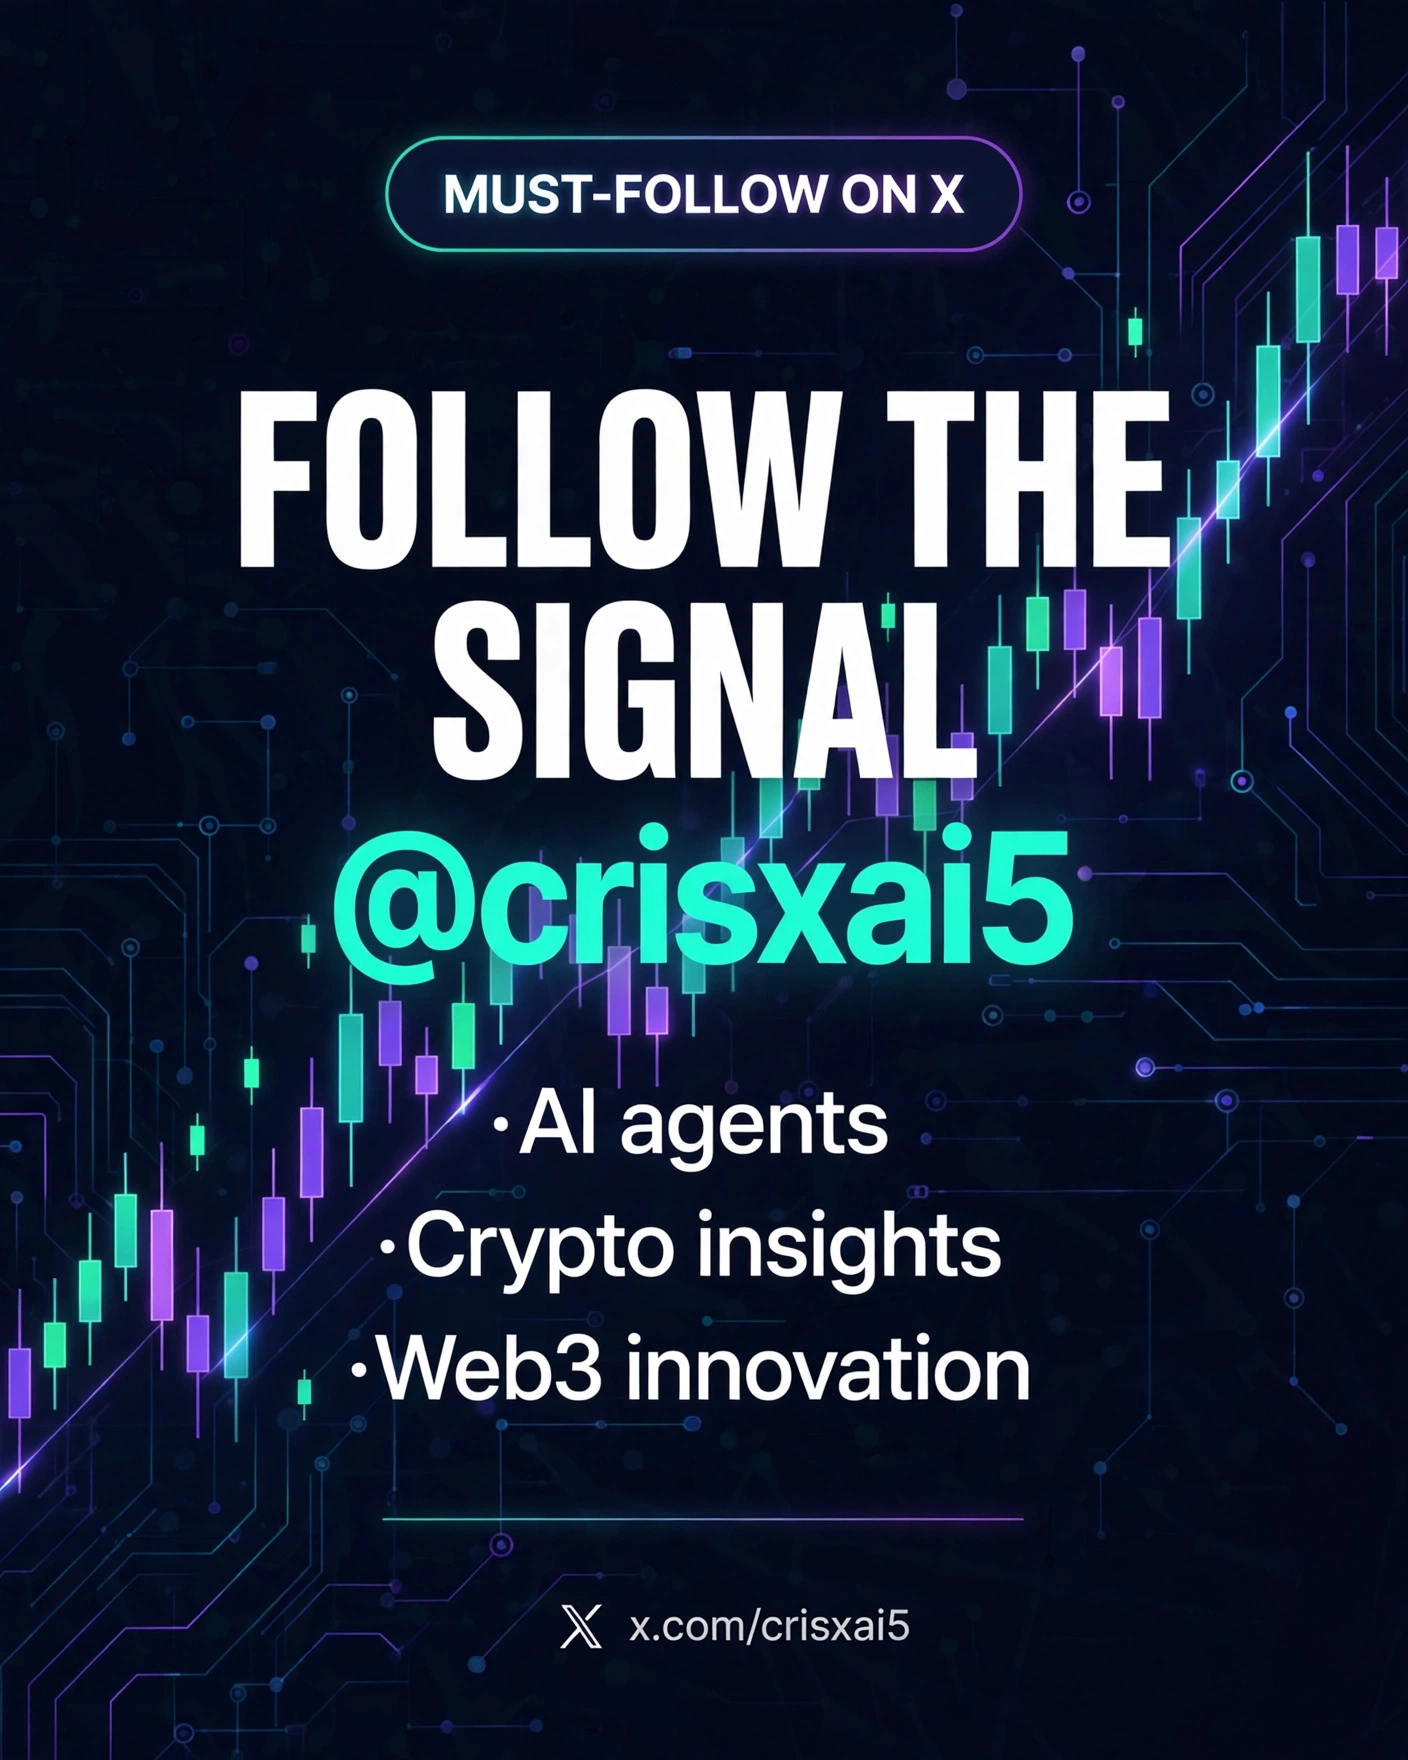 MUST-FOLLOW ON X
FOLLOW THE
SIGNAL
@crisxai5
·AI agents
·Crypto insights
·Web3 innovation
x.com/crisxai5